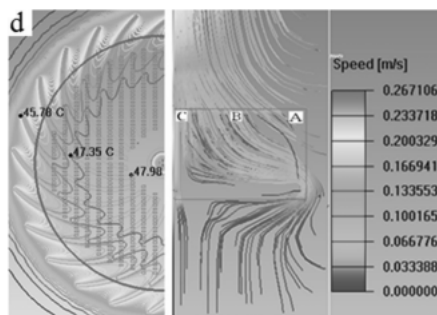 d
45.78 C
47.35 C
47.98
C B A
Speed [m/s]
0.267106
0.233718
0.200329
0.166941
0.133553
0.100165
0.066776
0.033388
0.000000